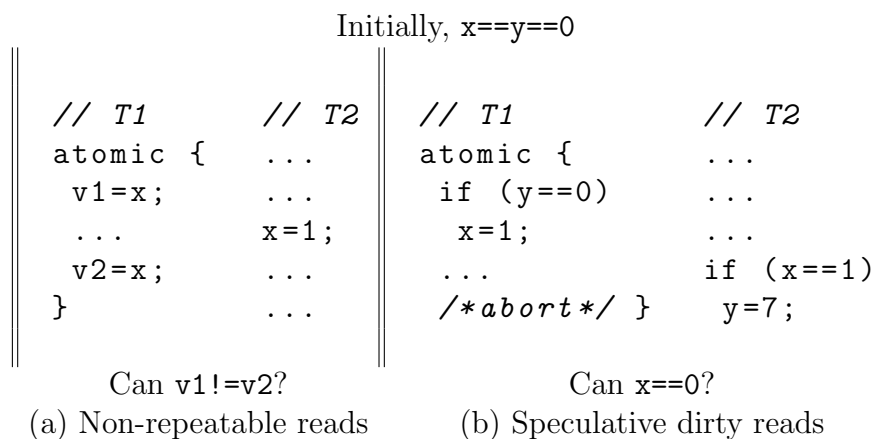 Initially, x==y==0
// T1 // T2
atomic { ...
v1=x; ...
... x=1;
v2=x; ...
} ...
Can v1!=v2?
(a) Non-repeatable reads
// T1 // T2
atomic { ...
if (y==0) ...
x=1; ...
... if (x==1)
/*abort*/ } y=7;
Can x==0?
(b) Speculative dirty reads